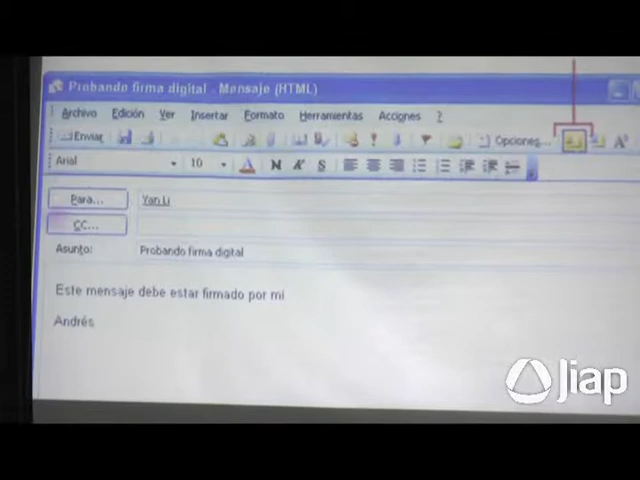 Probando firma digital - Mensaje (HTML)
Archivo Edición Ver Insertar Formato Herramientas Acciones ?
Enviar Opciones...
Arial 10 A N K S
Para... Yan Li
CC...
Asunto: Probando firma digital
Este mensaje debe estar firmado por mi
Andrés
Jiap